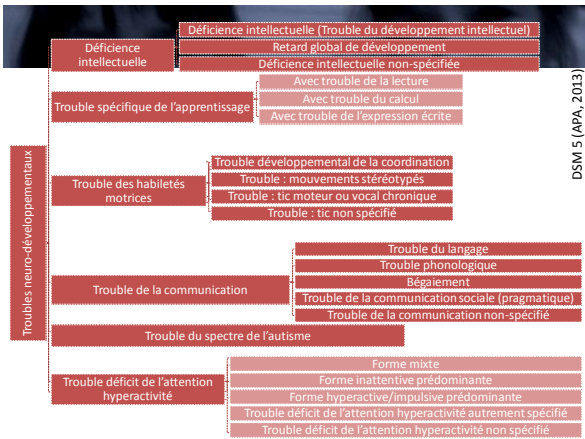 Troubles neuro-développementaux
Déficience
intellectuelle
Déficience intellectuelle (Trouble du développement intellectuel)
Retard global de développement
Déficience intellectuelle non-spécifiée
Trouble spécifique de l'apprentissage
Avec trouble de la lecture
Avec trouble du calcul
Avec trouble de l'expression écrite
Trouble des habiletés
motrices
Trouble développemental de la coordination
Trouble : mouvements stéréotypés
Trouble : tic moteur ou vocal chronique
Trouble : tic non spécifié
Trouble de la communication
Trouble du langage
Trouble phonologique
Bégaiement
Trouble de la communication sociale (pragmatique)
Trouble de la communication non-spécifié
Trouble du spectre de l'autisme
Trouble déficit de l'attention
hyperactivité
Forme mixte
Forme inattentive prédominante
Forme hyperactive/impulsive prédominante
Trouble déficit de l'attention hyperactivité autrement spécifié
Trouble déficit de l'attention hyperactivité non spécifié
DSM 5 (APA, 2013)